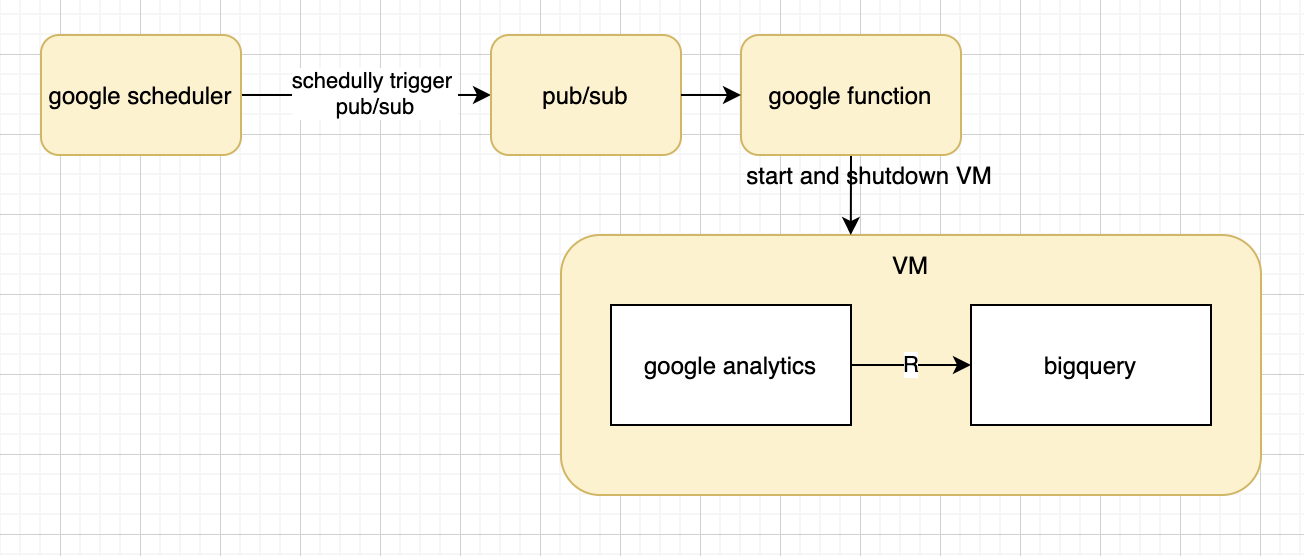 google scheduler
schedully trigger
pub/sub
pub/sub
google function
start and shutdown VM
VM
google analytics
R
bigquery